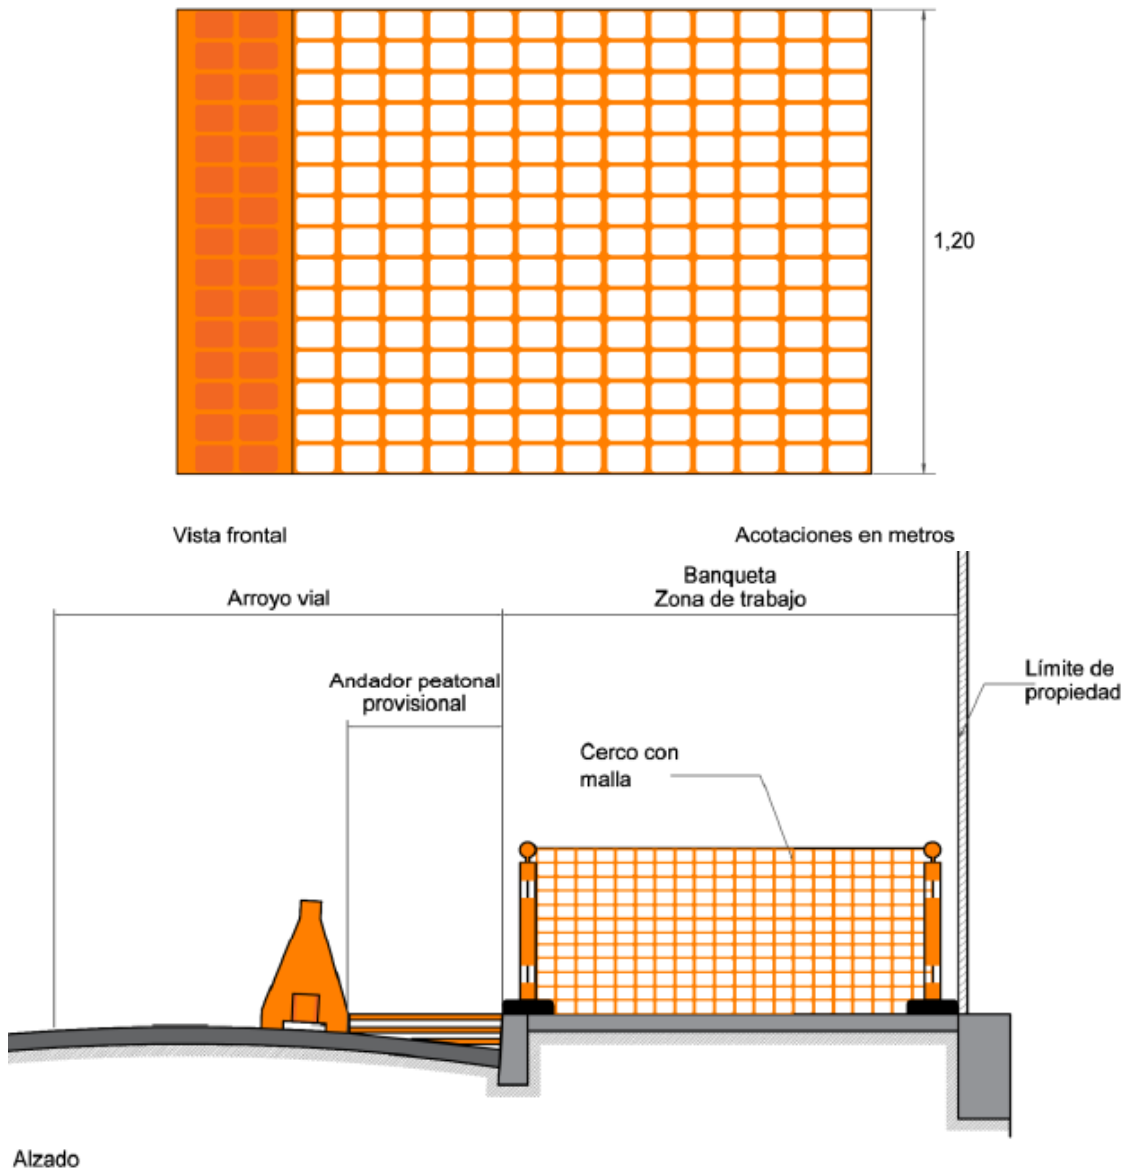 1,20
Vista frontal
Acotaciones en metros
Banqueta
Zona de trabajo
Arroyo vial
Límite de
propiedad
Andador peatonal
provisional
Cerco con
malla
Alzado